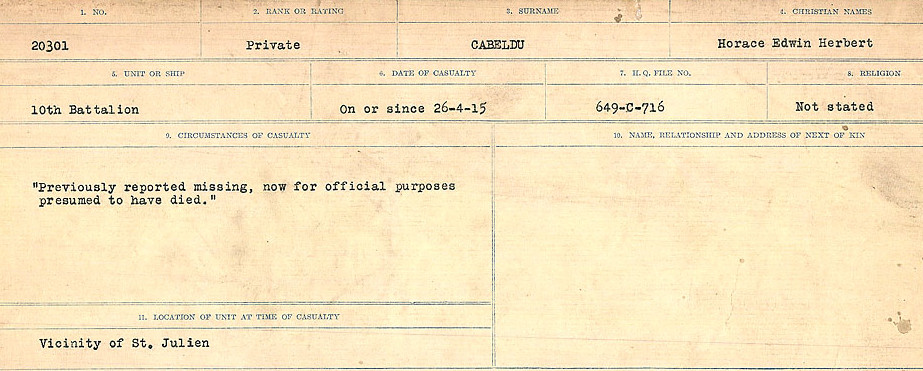 1. NO. 2. RANK OR RATING 3. SURNAME 4. CHRISTIAN NAMES
20301 Private CABELDU Horace Edwin Herbert
5. UNIT OR SHIP 6. DATE OF CASUALTY 7. H.Q. FILE NO. 8. RELIGION
10th Battalion On or since 26-4-15 649-C-716 Not stated
9. CIRCUMSTANCES OF CASUALTY 10. NAME, RELATIONSHIP AND ADDRESS OF NEXT OF KIN
"Previously reported missing, now for official purposes
presumed to have died."
11. LOCATION OF UNIT AT TIME OF CASUALTY
Vicinity of St. Julien